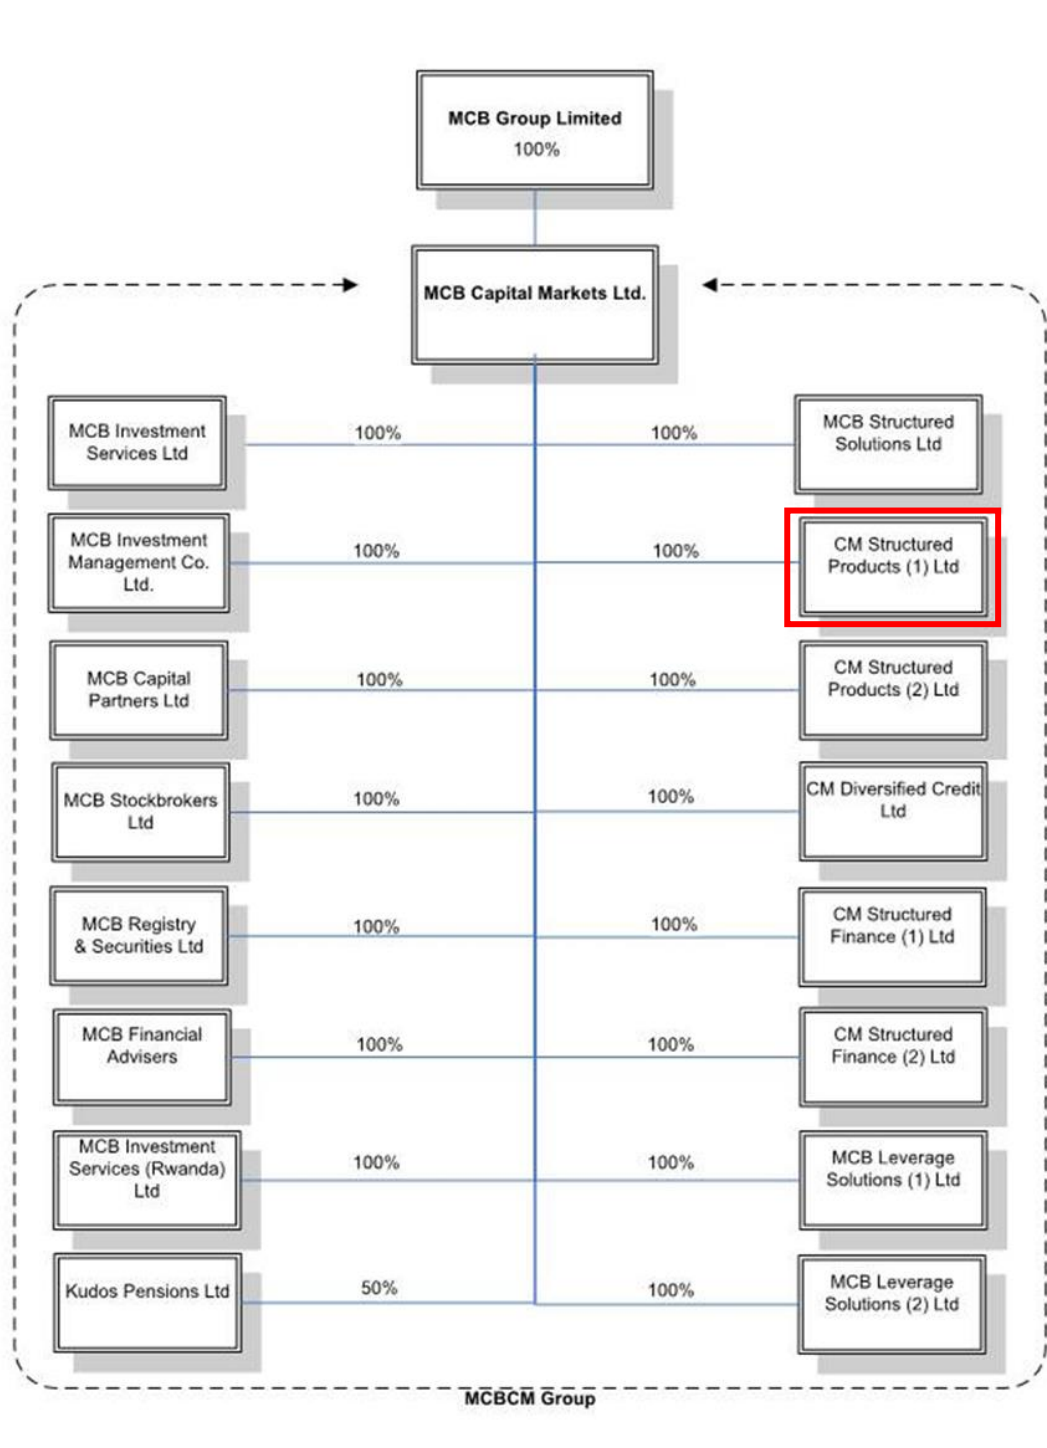 MCB Group Limited
100%
MCB Capital Markets Ltd.
MCB Investment
Services Ltd
100%
100%
MCB Structured
Solutions Ltd
MCB Investment
Management Co.
Ltd.
100%
100%
CM Structured
Products (1) Ltd
MCB Capital
Partners Ltd
100%
100%
CM Structured
Products (2) Ltd
MCB Stockbrokers
Ltd
100%
100%
CM Diversified Credit
Ltd
MCB Registry
& Securities Ltd
100%
100%
CM Structured
Finance (1) Ltd
MCB Financial
Advisers
100%
100%
CM Structured
Finance (2) Ltd
MCB Investment
Services (Rwanda)
Ltd
100%
100%
MCB Leverage
Solutions (1) Ltd
Kudos Pensions Ltd
50%
100%
MCB Leverage
Solutions (2) Ltd
MCBCM Group